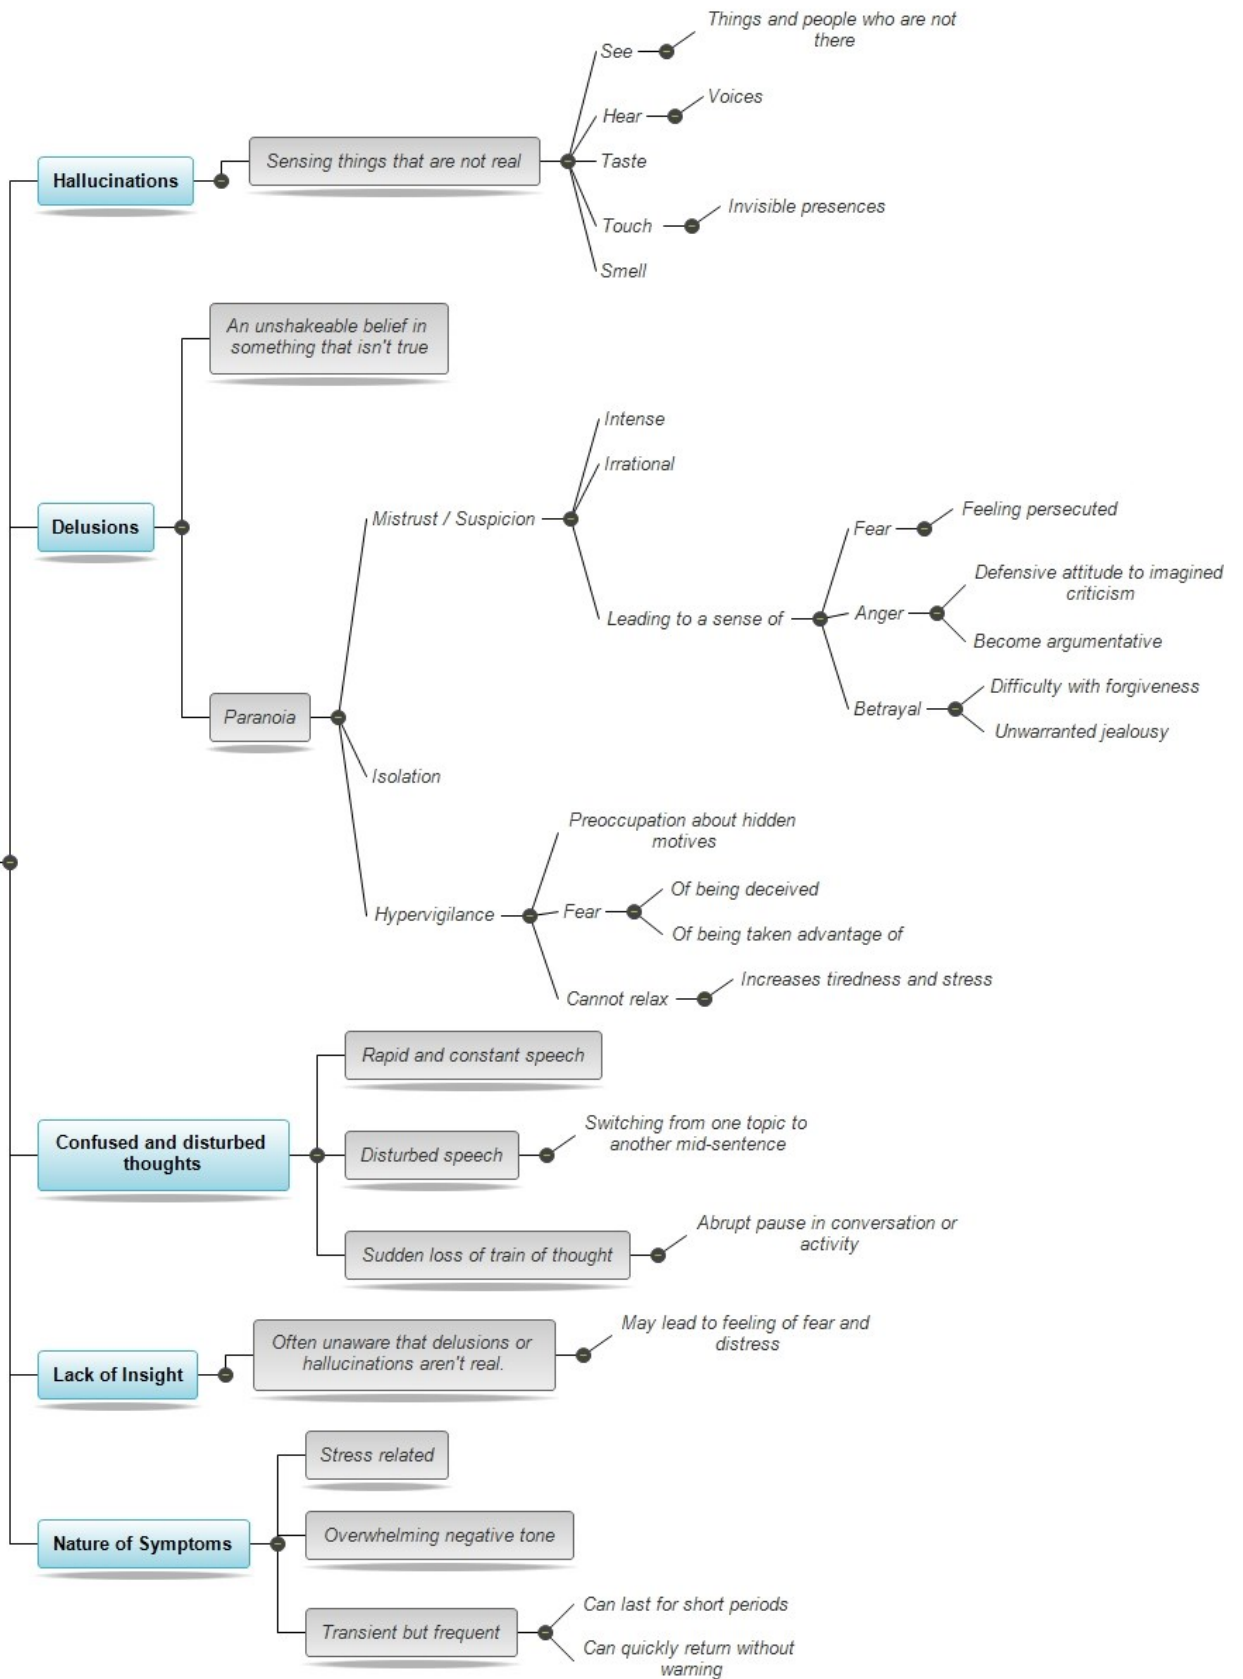 Things and people who are not
there
See
Hear
Voices
Hallucinations
Sensing things that are not real
Taste
Touch
Invisible presences
Smell
An unshakeable belief in
something that isn't true
Delusions
Mistrust / Suspicion
Intense
Irrational
Leading to a sense of
Fear
Feeling persecuted
Anger
Defensive attitude to imagined
criticism
Become argumentative
Betrayal
Difficulty with forgiveness
Unwarranted jealousy
Paranoia
Isolation
Hypervigilance
Preoccupation about hidden
motives
Fear
Of being deceived
Of being taken advantage of
Cannot relax
Increases tiredness and stress
Confused and disturbed
thoughts
Rapid and constant speech
Disturbed speech
Switching from one topic to
another mid-sentence
Sudden loss of train of thought
Abrupt pause in conversation or
activity
Lack of Insight
Often unaware that delusions or
hallucinations aren't real.
May lead to feeling of fear and
distress
Nature of Symptoms
Stress related
Overwhelming negative tone
Transient but frequent
Can last for short periods
Can quickly return without
warning